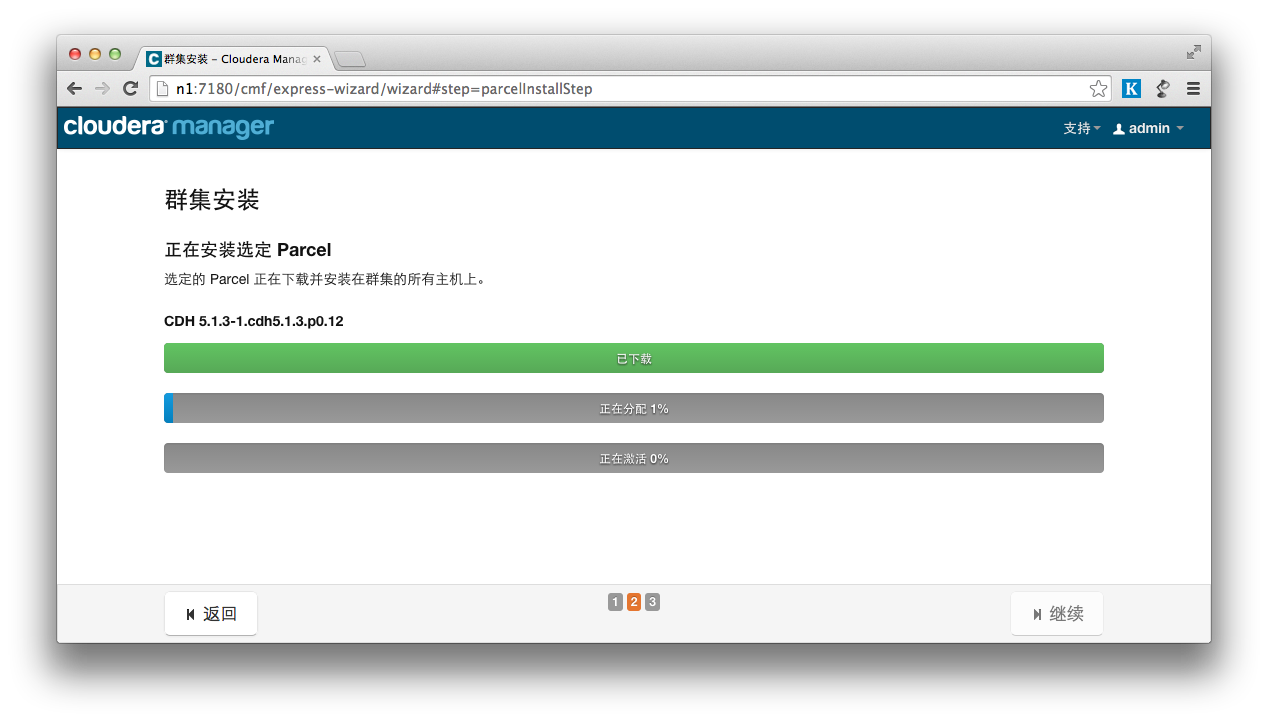 群集安装 – Cloudera Manag
n1:7180/cmf/express-wizard/wizard#step=parcelInstallStep
K
cloudera manager
支持 admin
群集安装
正在安装选定 Parcel
选定的 Parcel 正在下载并安装在群集的所有主机上。
CDH 5.1.3-1.cdh5.1.3.p0.12
已下载
正在分配 1%
正在激活 0%
返回 1 2 3 继续